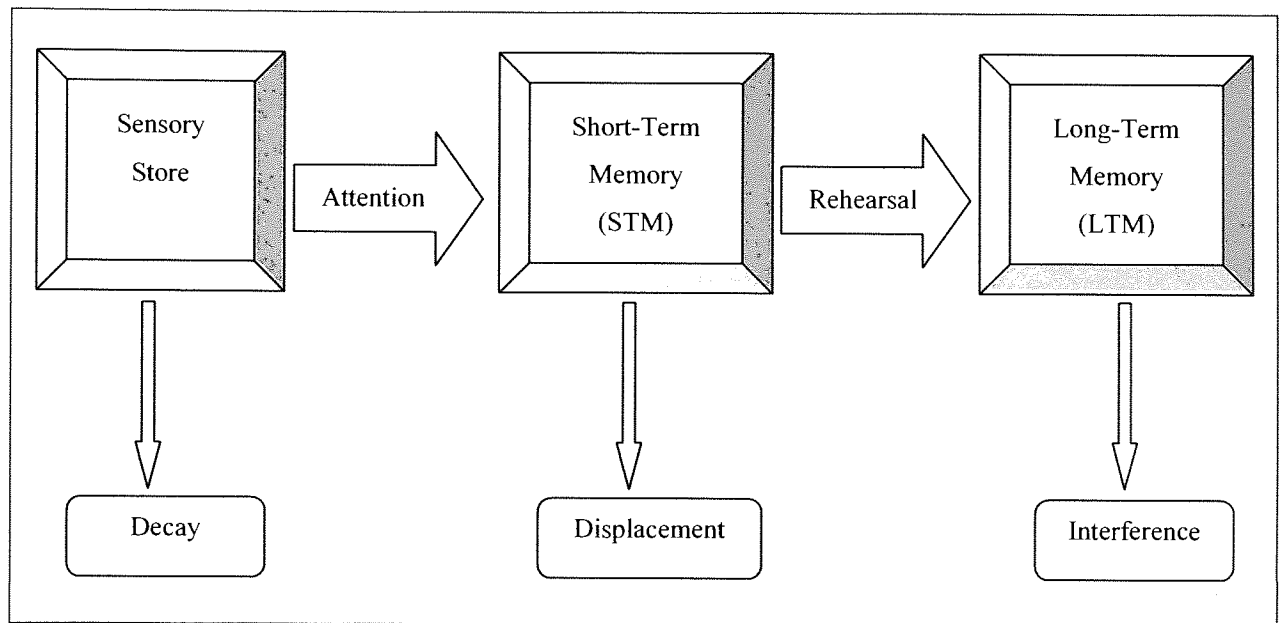 Sensory
Store
Attention
Short-Term
Memory
(STM)
Rehearsal
Long-Term
Memory
(LTM)
Decay
Displacement
Interference